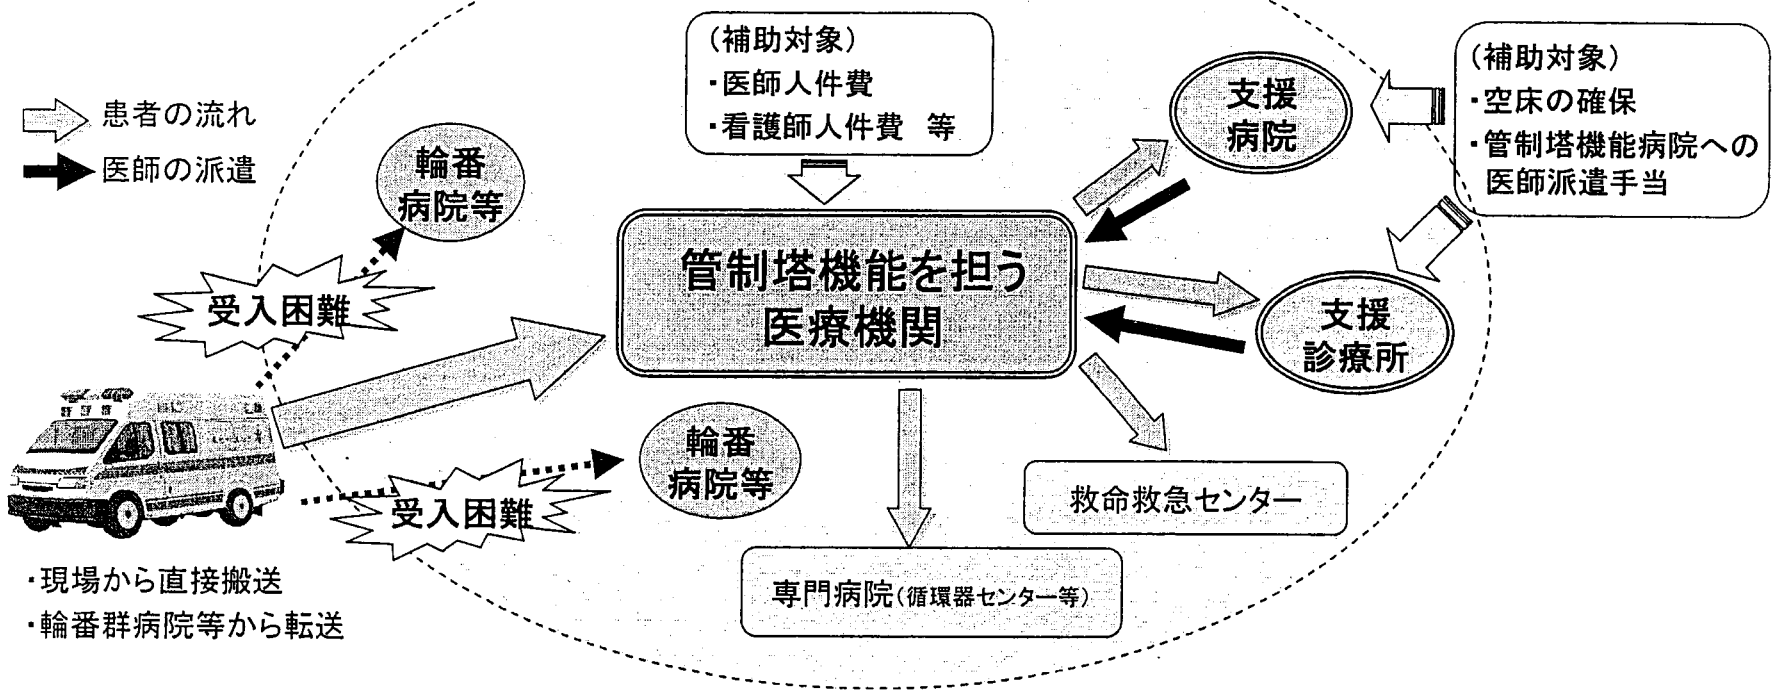 患者の流れ
医師の派遣
輪番
病院等
受入困難
(補助対象)
・医師人件費
・看護師人件費 等
支援
病院
(補助対象)
・空床の確保
・管制塔機能病院への
医師派遣手当
管制塔機能を担う
医療機関
支援
診療所
輪番
病院等
受入困難
救命救急センター
専門病院(循環器センター等)
・現場から直接搬送
・輪番群病院等から転送